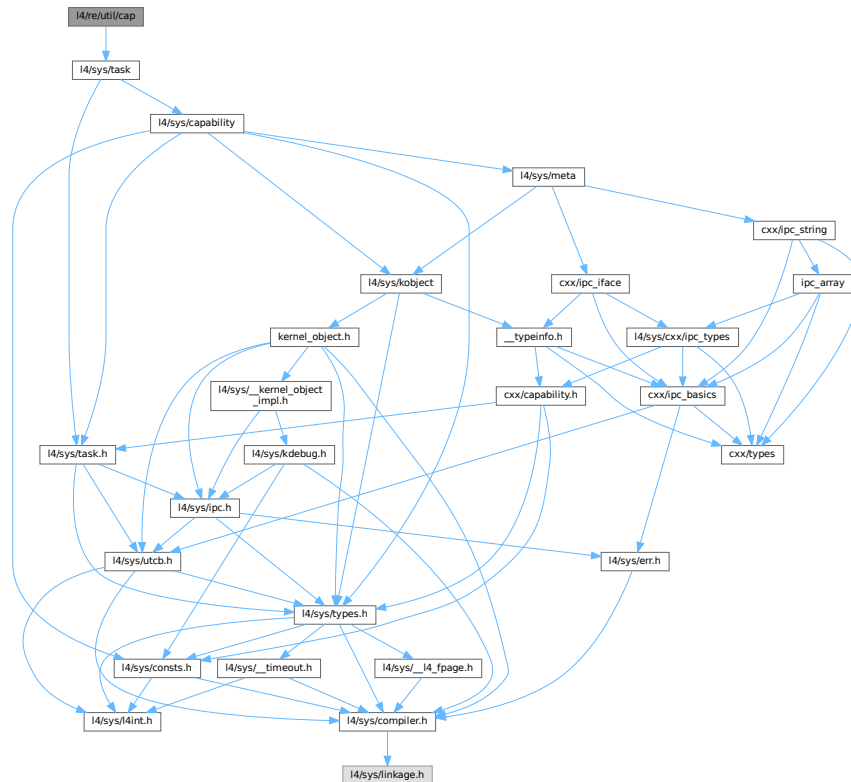 l4/re/util/cap
l4/sys/task
l4/sys/capability
l4/sys/meta
cxx/ipc_string
l4/sys/kobject
cxx/ipc_iface
ipc_array
kernel_object.h
__typeinfo.h
l4/sys/cxx/ipc_types
l4/sys/__kernel_object
_impl.h
cxx/capability.h
cxx/ipc_basics
l4/sys/task.h
l4/sys/kdebug.h
cxx/types
l4/sys/ipc.h
l4/sys/utcb.h
l4/sys/err.h
l4/sys/types.h
l4/sys/consts.h
l4/sys/__timeout.h
l4/sys/__l4_fpage.h
l4/sys/l4int.h
l4/sys/compiler.h
l4/sys/linkage.h